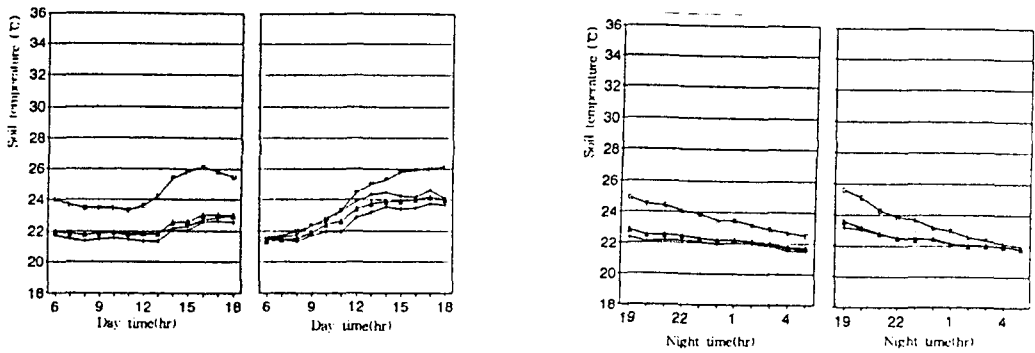 Soil temperature (℃)
36
34
32
30
28
26
24
22
20
18
6 9 12 15 18
Day time(hr)
6 9 12 15 18
Day time(hr)
Soil temperature (℃)
36
34
32
30
28
26
24
22
20
18
19 22 1 4
Night time(hr)
19 22 1 4
Night time(hr)